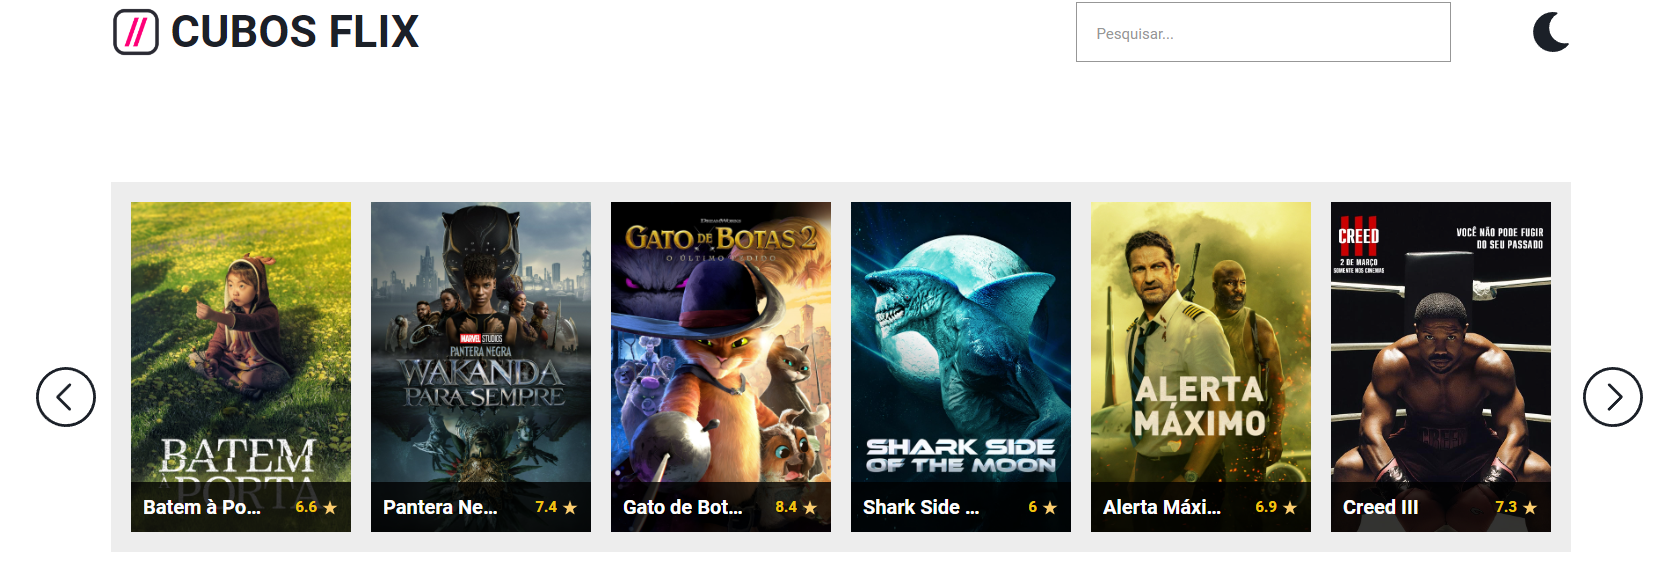 // CUBOS FLIX
Pesquisar...
BATEM
À PORTA
Batem à Po...
6.6 ★
MARVEL STUDIOS
PANTERA NEGRA
WAKANDA
PARA SEMPRE
Pantera Ne...
7.4 ★
DREAMWORKS
GATO DE BOTAS 2
O ÚLTIMO PEDIDO
Gato de Bot...
8.4 ★
SHARK SIDE
OF THE MOON
Shark Side ...
6 ★
ALERTA
MÁXIMO
Alerta Máxi...
6.9 ★
CREED
III
2 DE MARÇO
SOMENTE NOS CINEMAS
VOCÊ NÃO PODE FUGIR
DO SEU PASSADO
CREED
Creed III
7.3 ★